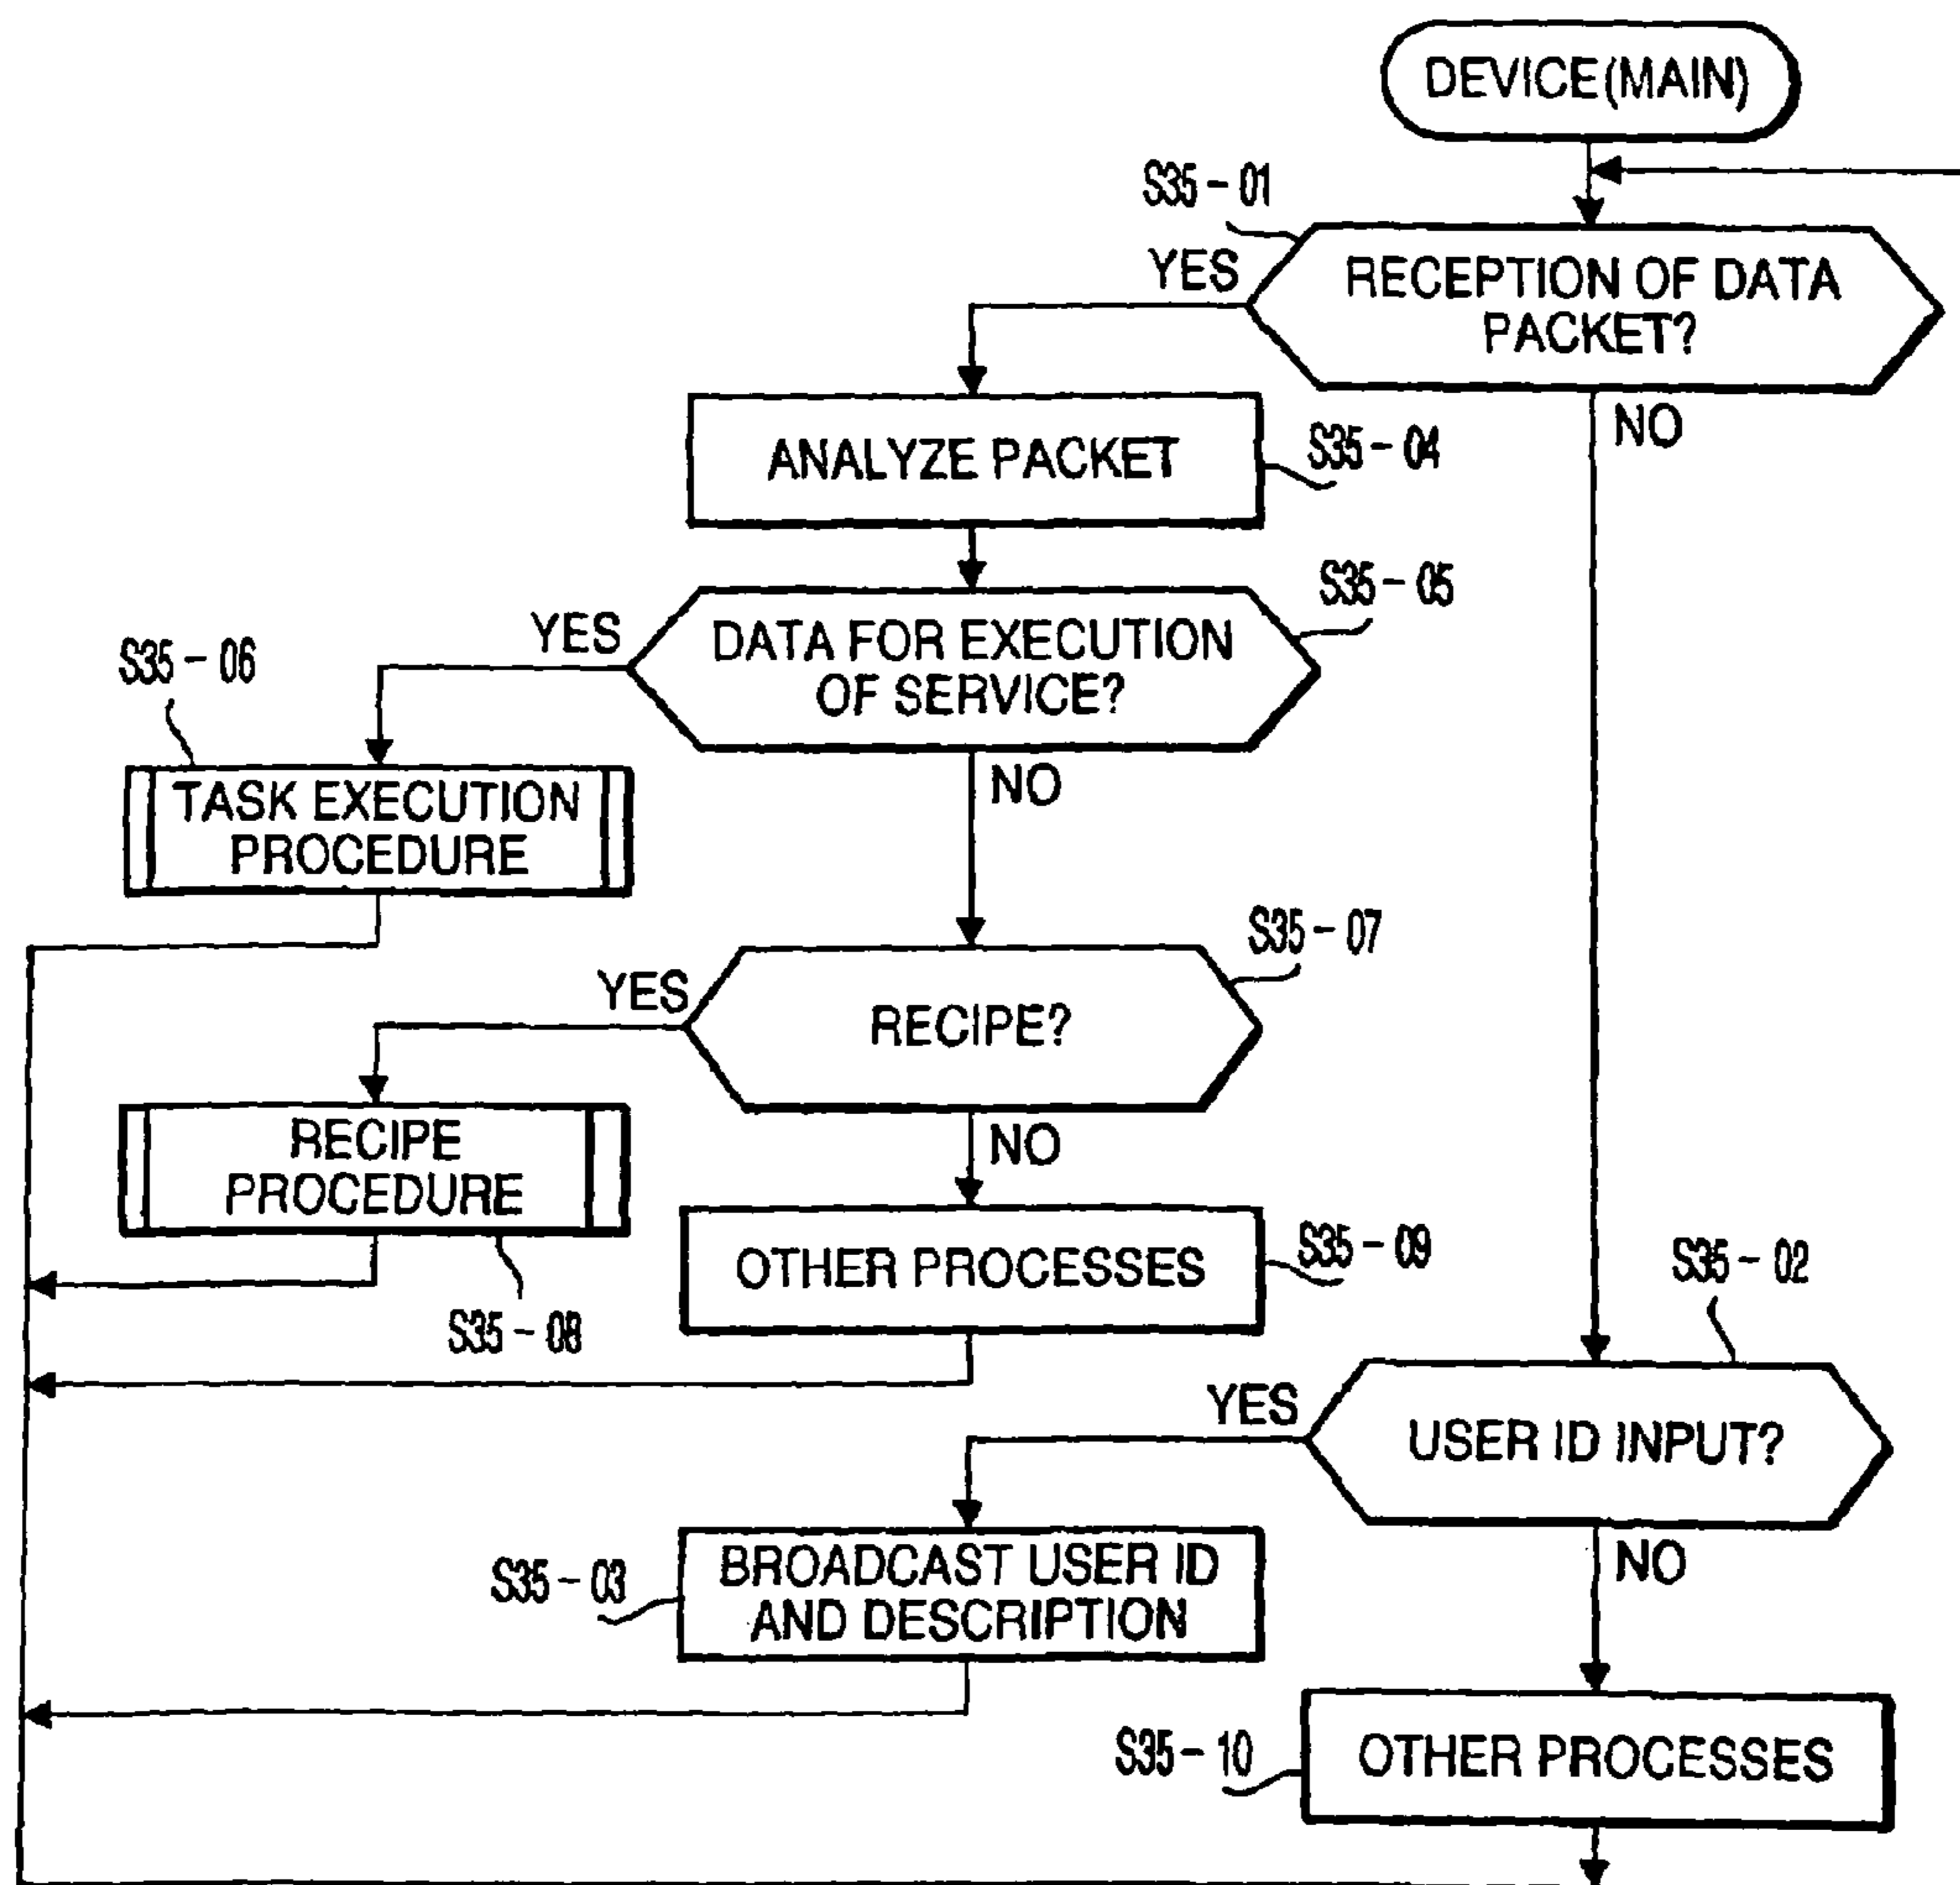 DEVICE(MAIN)
S35-01
YES
RECEPTION OF DATA
PACKET?
NO
ANALYZE PACKET
S35-04
S35-05
YES
DATA FOR EXECUTION
OF SERVICE?
S35-06
NO
TASK EXECUTION
PROCEDURE
S35-07
YES
RECIPE?
NO
RECIPE
PROCEDURE
S35-08
OTHER PROCESSES
S35-09
S35-02
YES
USER ID INPUT?
NO
S35-03
BROADCAST USER ID
AND DESCRIPTION
S35-10
OTHER PROCESSES